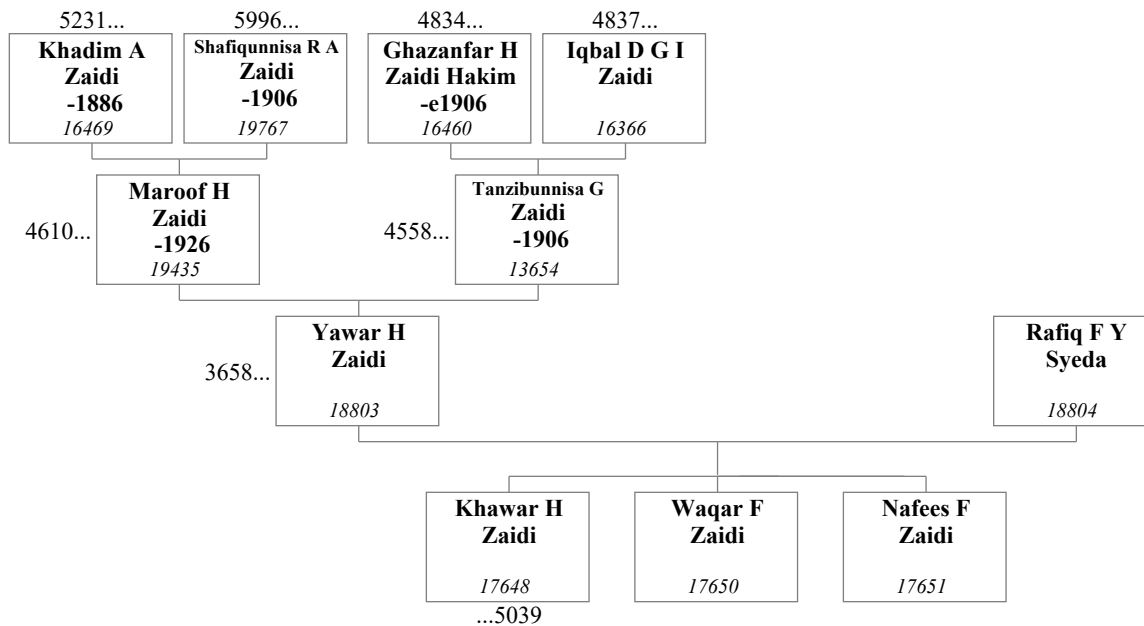 5231...
5996...
4834...
4837...
Khadim A
Zaidi
-1886
16469
Shafiqunnisa R A
Zaidi
-1906
19767
Ghazanfar H
Zaidi Hakim
-e1906
16460
Iqbal D G I
Zaidi
16366
4610...
Maroof H
Zaidi
-1926
19435
4558...
Tanzibunnisa G
Zaidi
-1906
13654
3658...
Yawar H
Zaidi
18803
Rafiq F Y
Syeda
18804
Khawar H
Zaidi
17648
...5039
Waqar F
Zaidi
17650
Nafees F
Zaidi
17651